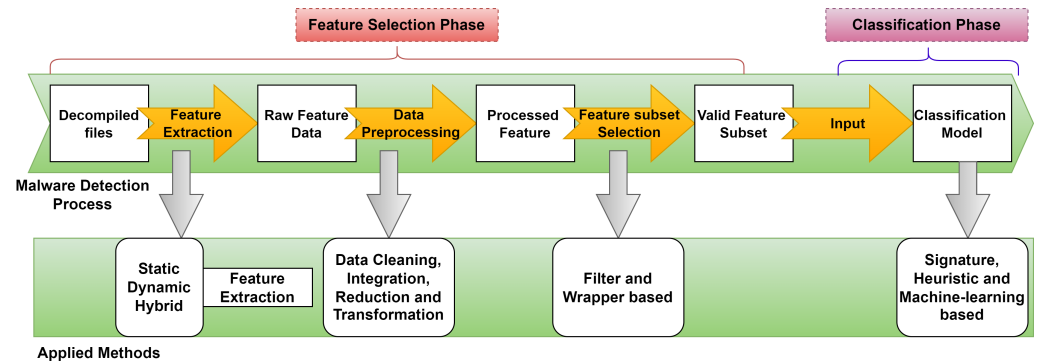 Feature Selection Phase
Classification Phase
Decompiled
files
Feature
Extraction
Raw Feature
Data
Data
Preprocessing
Processed
Feature
Feature subset
Selection
Valid Feature
Subset
Input
Classification
Model
Malware Detection
Process
Static
Dynamic
Hybrid
Feature
Extraction
Data Cleaning,
Integration,
Reduction and
Transformation
Filter and
Wrapper based
Signature,
Heuristic and
Machine-learning
based
Applied Methods